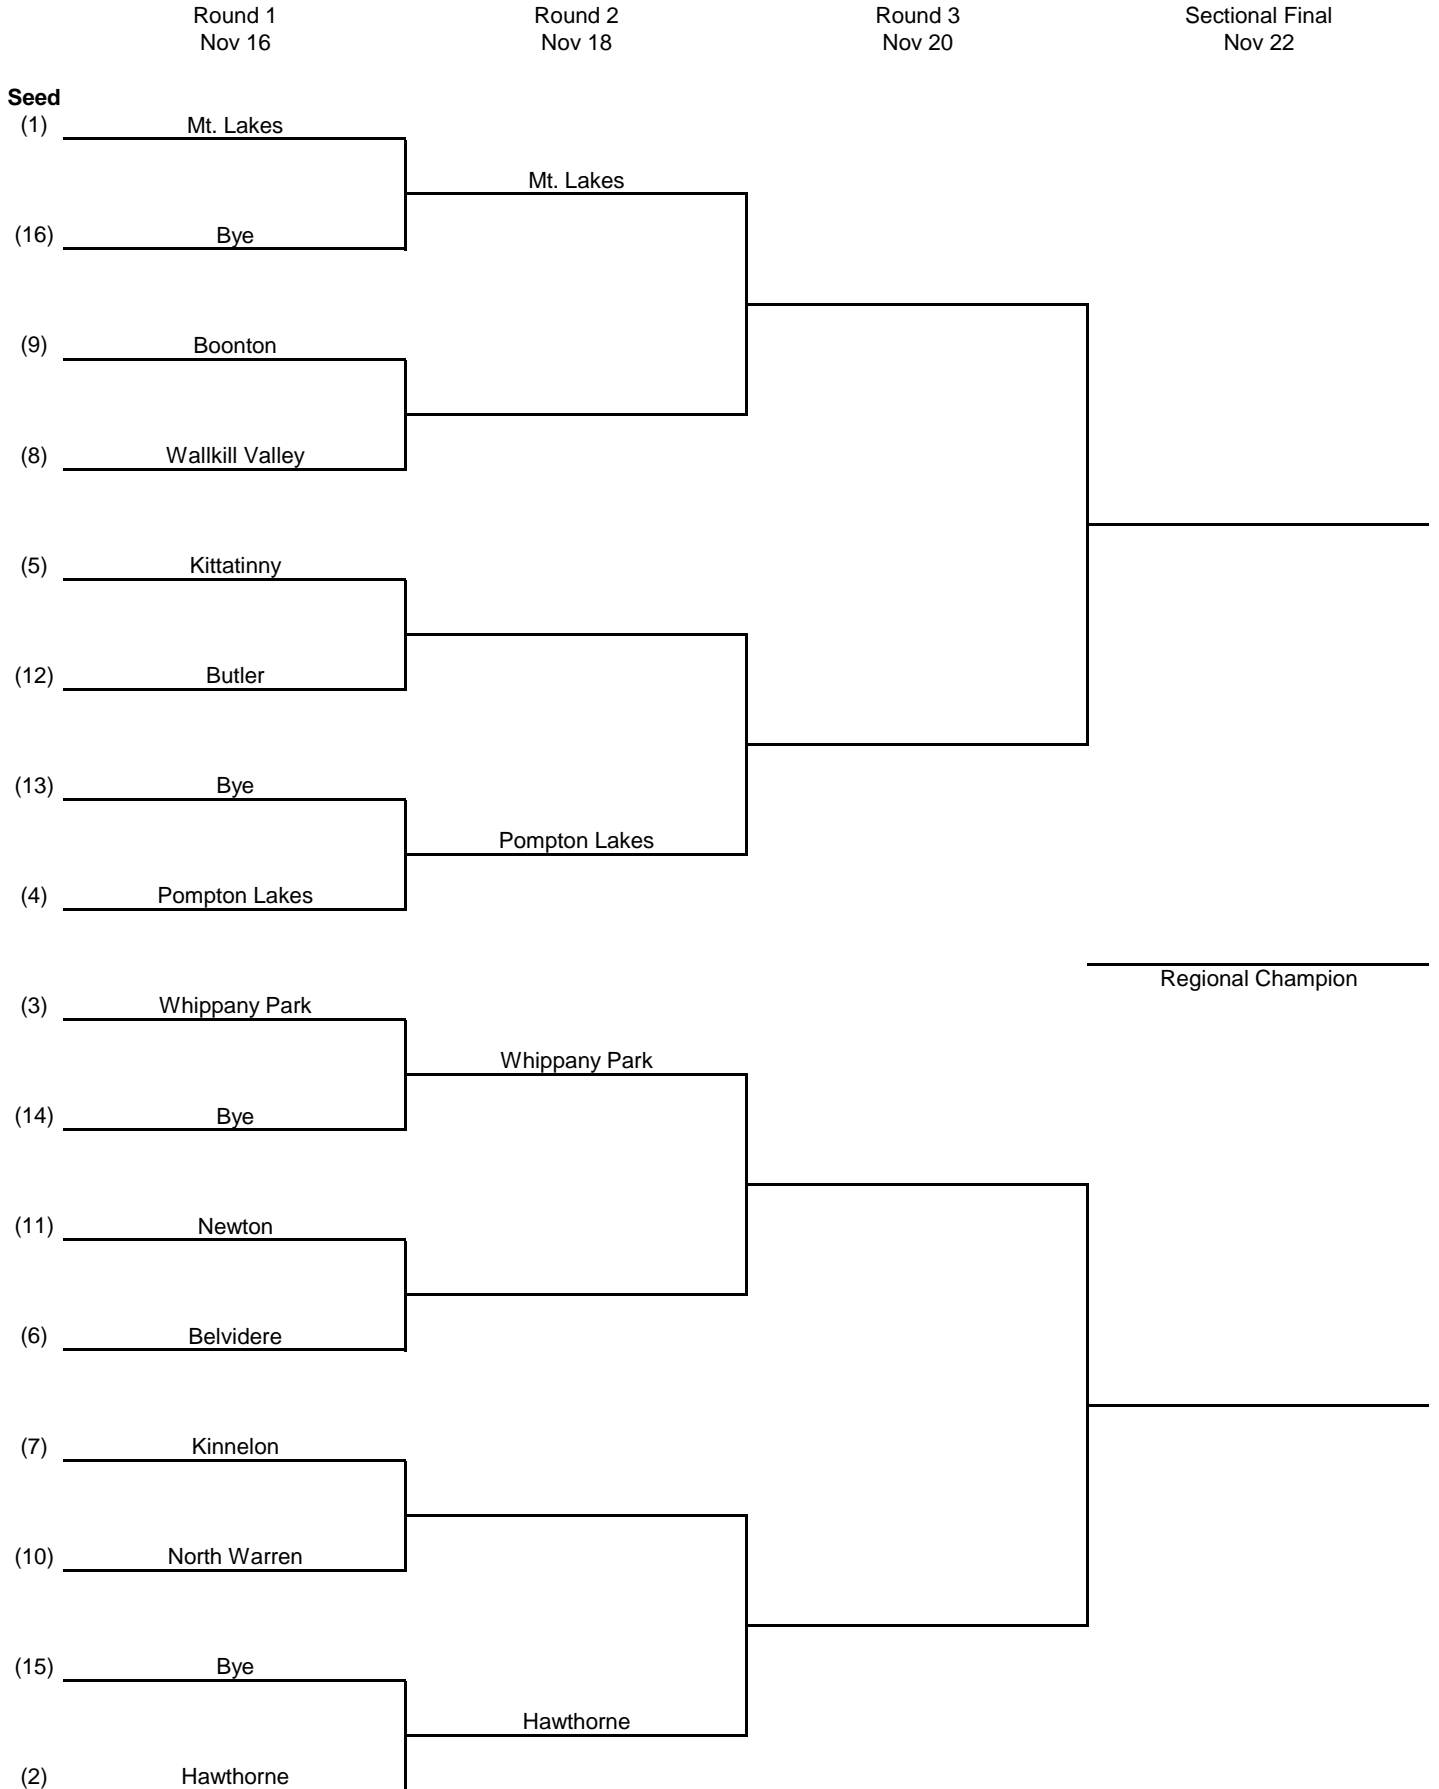 Round 1 Round 2 Round 3 Sectional Final
Nov 16 Nov 18 Nov 20 Nov 22
Seed
(1) Mt. Lakes
Mt. Lakes
(16) Bye
(9) Boonton
(8) Wallkill Valley
(5) Kittatinny
(12) Butler
(13) Bye
Pompton Lakes
(4) Pompton Lakes
Regional Champion
(3) Whippany Park
Whippany Park
(14) Bye
(11) Newton
(6) Belvidere
(7) Kinnelon
(10) North Warren
(15) Bye
Hawthorne
(2) Hawthorne